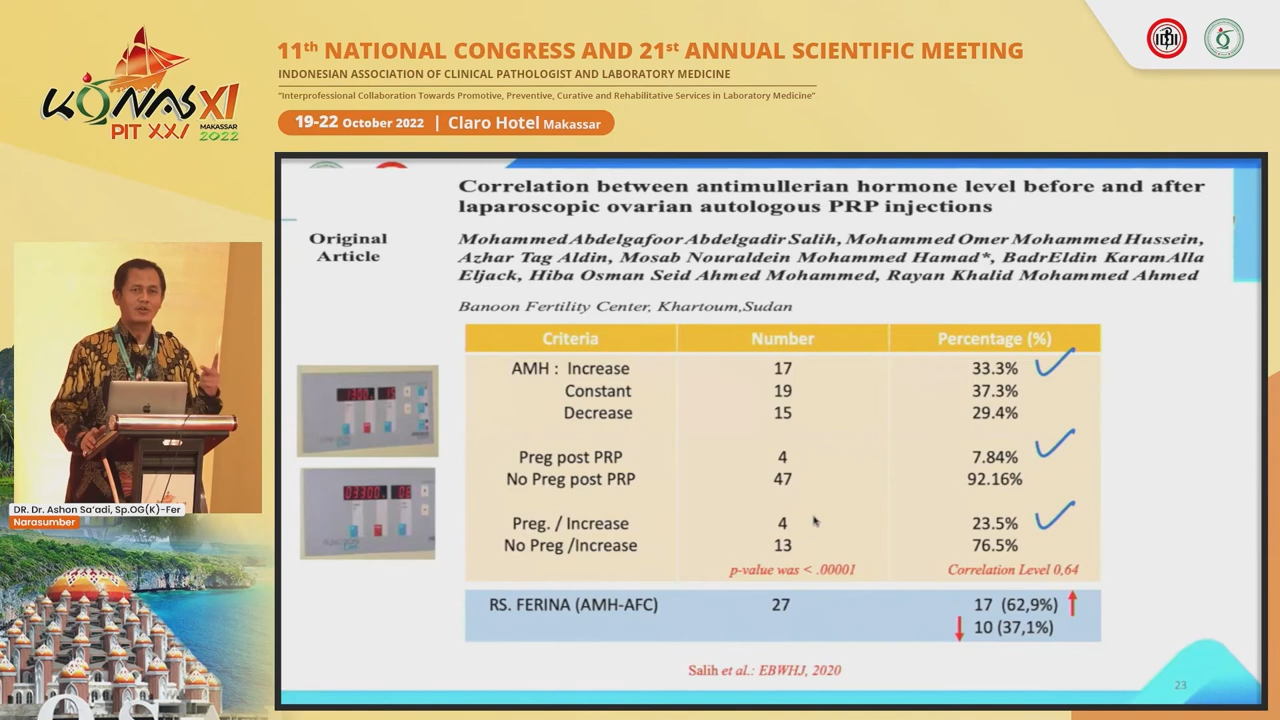 11th NATIONAL CONGRESS AND 21st ANNUAL SCIENTIFIC MEETING
INDONESIAN ASSOCIATION OF CLINICAL PATHOLOGIST AND LABORATORY MEDICINE
"Interprofessional Collaboration Towards Promotive, Preventive, Curative and Rehabilitative Services in Laboratory Medicine"
19-22 October 2022 | Claro Hotel Makassar
KONAS XI
PIT XXI MAKASSAR 2022
Correlation between antimullerian hormone level before and after
laparoscopic ovarian autologous PRP injections
Original
Article
Mohammed Abdelgafoor Abdelgadir Salih, Mohammed Omer Mohammed Hussein,
Azhar Tag Aldin, Mosab Nouraldein Mohammed Hamad*, BadrEldin KaramAlla
Eljack, Hiba Osman Seid Ahmed Mohammed, Rayan Khalid Mohammed Ahmed
Banoon Fertility Center, Khartoum,Sudan
Criteria Number Percentage (%)
AMH : Increase 17 33.3%
Constant 19 37.3%
Decrease 15 29.4%
Preg post PRP 4 7.84%
No Preg post PRP 47 92.16%
Preg. / Increase 4 23.5%
No Preg /Increase 13 76.5%
p-value was < .00001 Correlation Level 0,64
RS. FERINA (AMH-AFC) 27 17 (62,9%)
10 (37,1%)
Salih et al.: EBWHJ, 2020
23
DR. Dr. Ashon Sa'adi, Sp.OG(K)-Fer
Narasumber